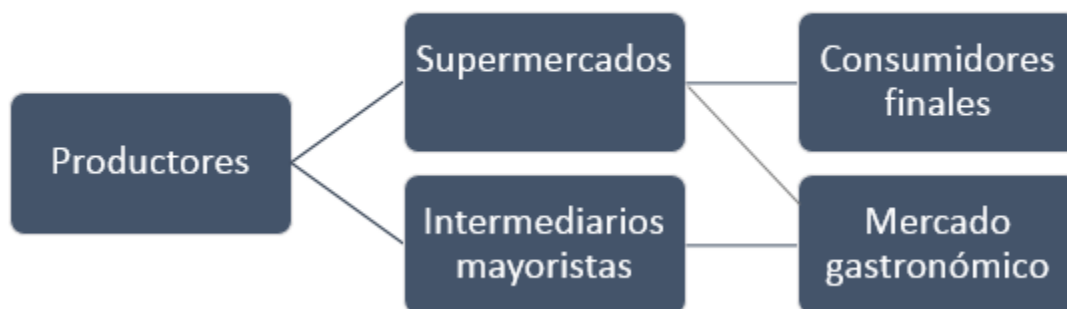 Productores
Supermercados
Intermediarios
mayoristas
Consumidores
finales
Mercado
gastronómico